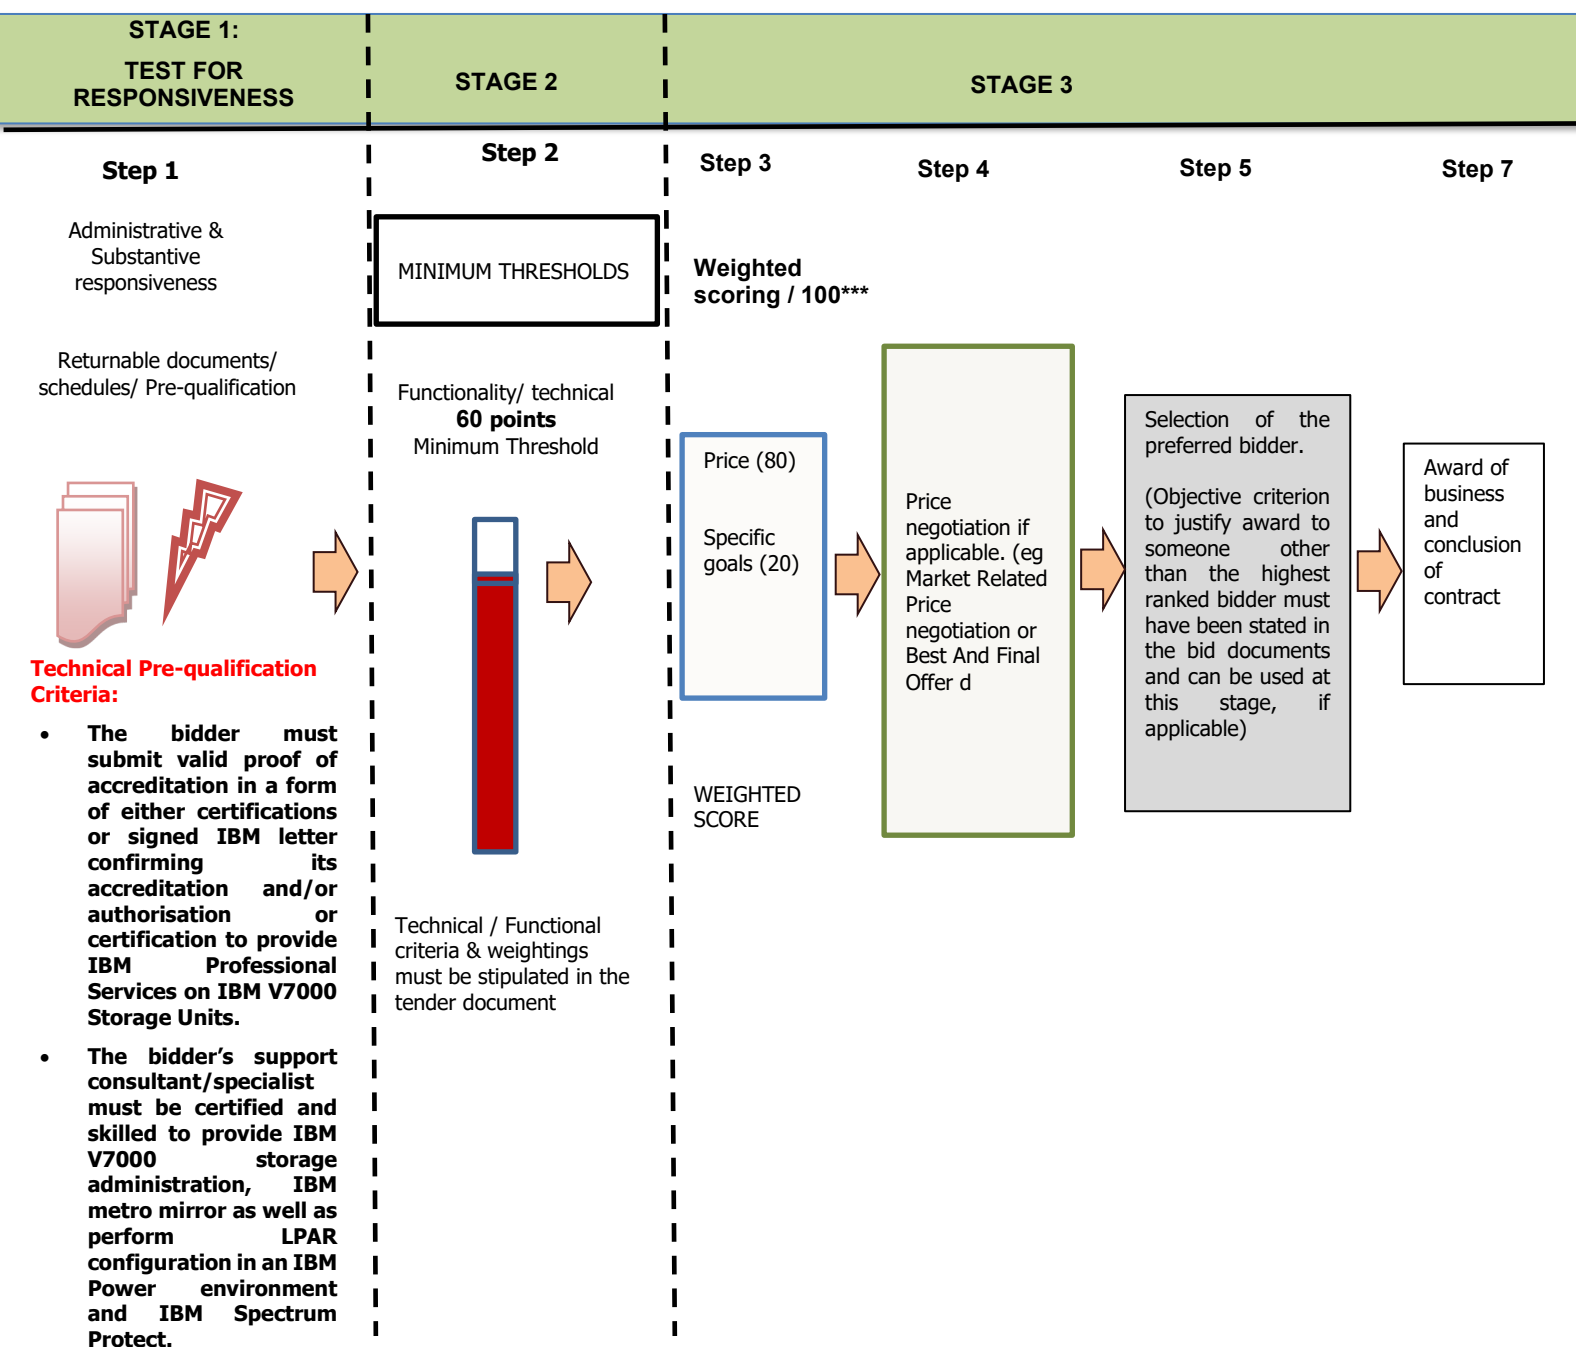 STAGE 1:
TEST FOR
RESPONSIVENESS
STAGE 2
STAGE 3
Step 1
Administrative &
Substantive
responsiveness
Returnable documents/
schedules/ Pre-qualification
Technical Pre-qualification
Criteria:
• The bidder must
submit valid proof of
accreditation in a form
of either certifications
or signed IBM letter
confirming its
accreditation and/or
authorisation or
certification to provide
IBM Professional
Services on IBM V7000
Storage Units.
• The bidder’s support
consultant/specialist
must be certified and
skilled to provide IBM
V7000 storage
administration, IBM
metro mirror as well as
perform LPAR
configuration in an IBM
Power environment
and IBM Spectrum
Protect.
Step 2
MINIMUM THRESHOLDS
Functionality/ technical
60 points
Minimum Threshold
Technical / Functional
criteria & weightings
must be stipulated in the
tender document
Step 3
Weighted
scoring / 100***
Price (80)
Specific
goals (20)
WEIGHTED
SCORE
Step 4
Price
negotiation if
applicable. (eg
Market Related
Price
negotiation or
Best And Final
Offer d
Step 5
Selection of the
preferred bidder.
(Objective criterion
to justify award to
someone other
than the highest
ranked bidder must
have been stated in
the bid documents
and can be used at
this stage, if
applicable)
Step 7
Award of
business
and
conclusion
of
contract